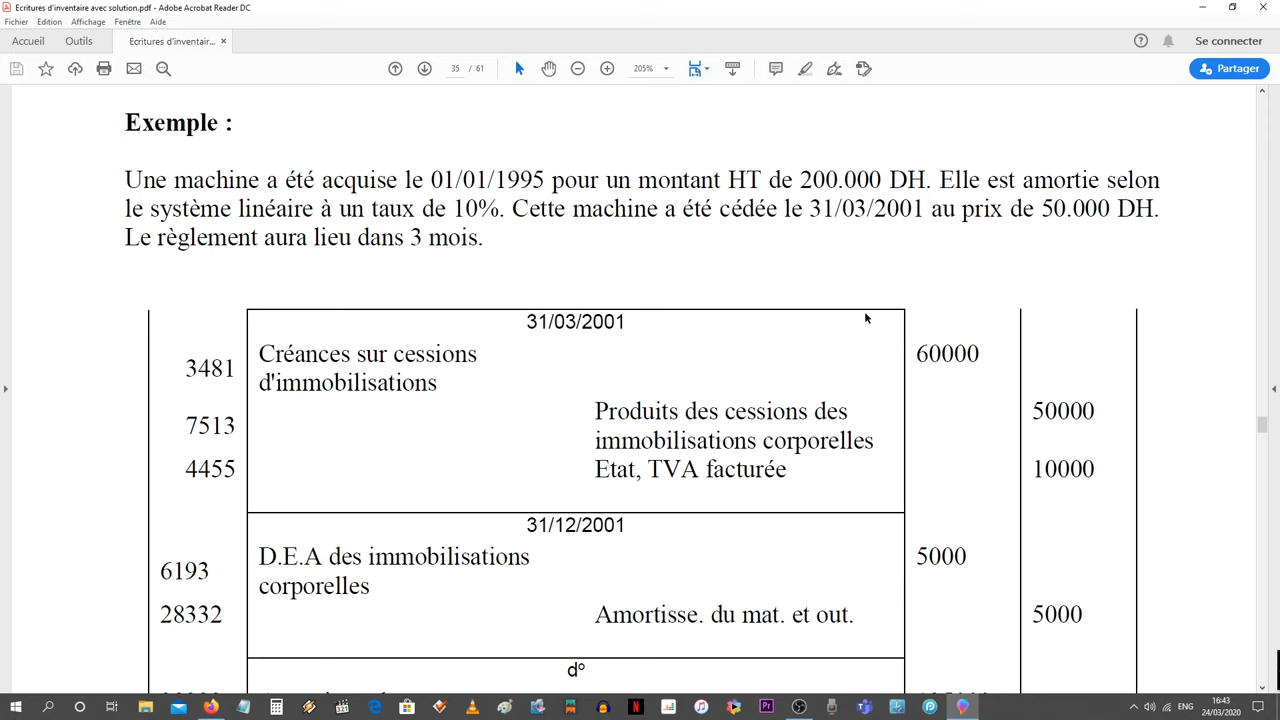 Ecritures d'inventaire avec solution.pdf - Adobe Acrobat Reader DC
Fichier Edition Affichage Fenêtre Aide
Accueil Outils Ecritures d'inventair... × Se connecter
35 / 61 205% Partager
Exemple :
Une machine a été acquise le 01/01/1995 pour un montant HT de 200.000 DH. Elle est amortie selon
le système linéaire à un taux de 10%. Cette machine a été cédée le 31/03/2001 au prix de 50.000 DH.
Le règlement aura lieu dans 3 mois.
31/03/2001
3481 Créances sur cessions 60000
d'immobilisations
7513 Produits des cessions des 50000
immobilisations corporelles
4455 Etat, TVA facturée 10000
31/12/2001
6193 D.E.A des immobilisations 5000
corporelles
28332 Amortisse. du mat. et out. 5000
d°
ENG 16:43
24/03/2020